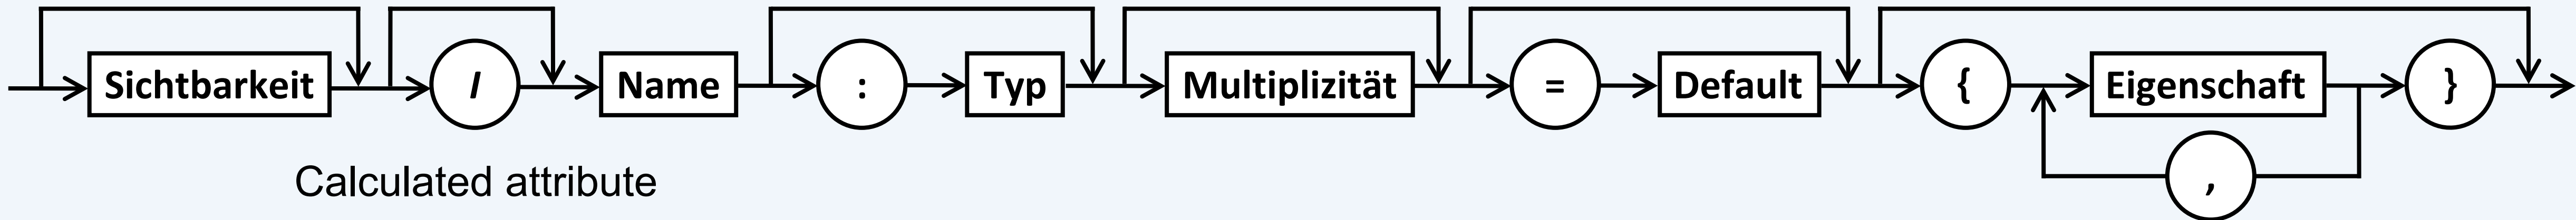 Sichtbarkeit / Name : Typ Multiplizität = Default { Eigenschaft }
,
Calculated attribute